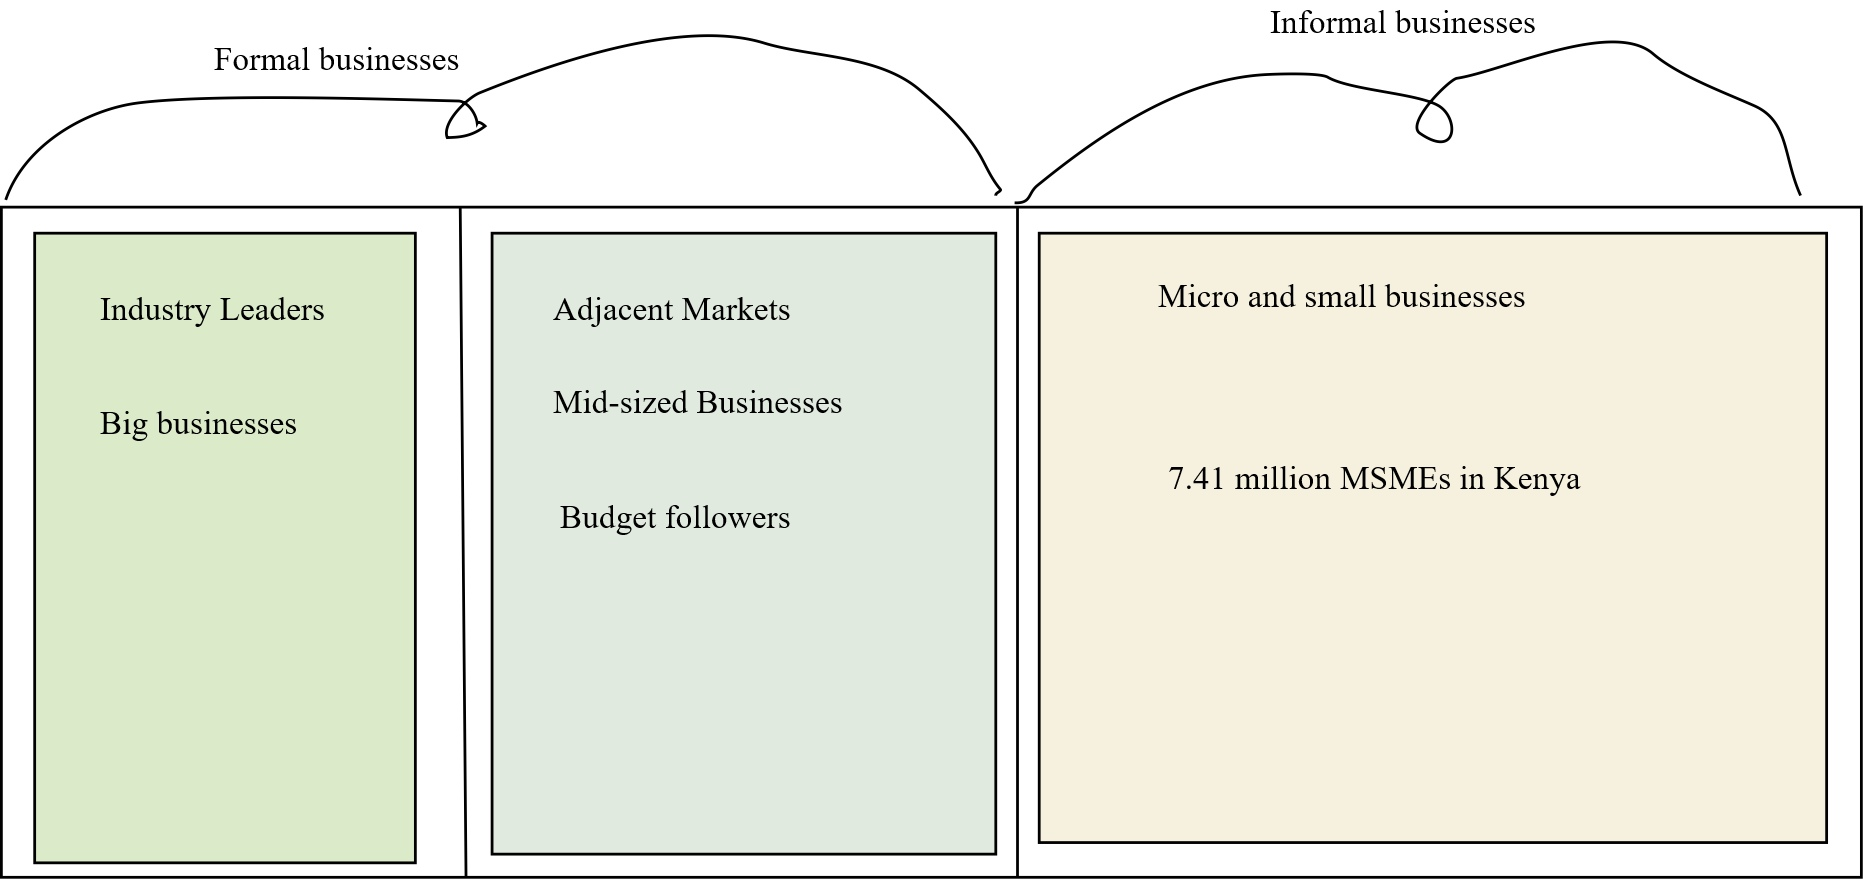 Formal businesses
Informal businesses
Industry Leaders
Big businesses
Adjacent Markets
Mid-sized Businesses
Budget followers
Micro and small businesses
7.41 million MSMEs in Kenya